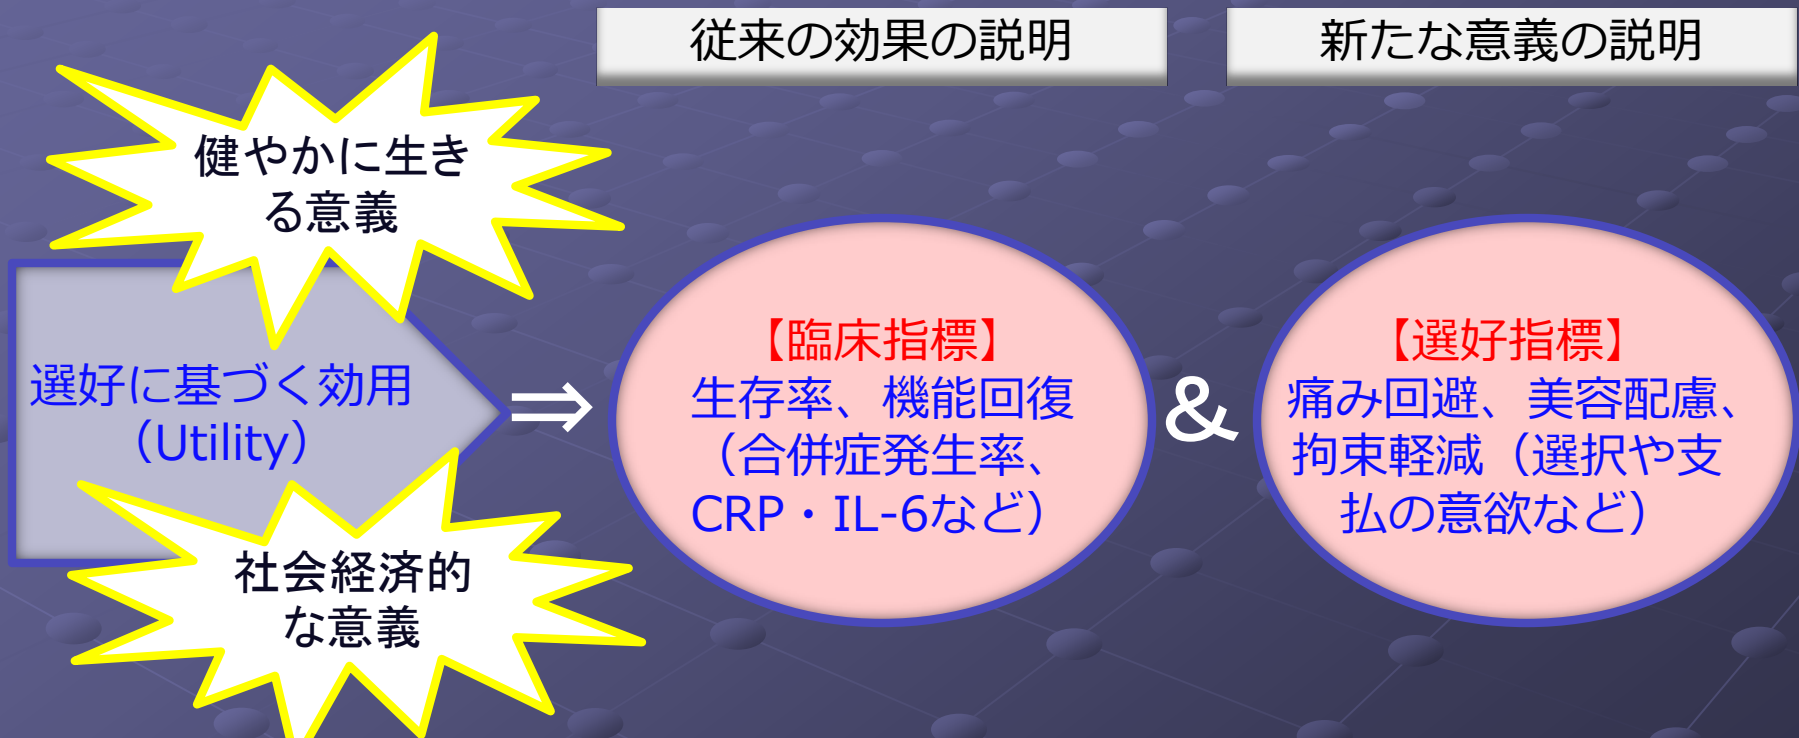 従来の効果の説明
新たな意義の説明
健やかに生き
る意義
選好に基づく効用
（Utility）
社会経済的
な意義
⇒
【臨床指標】
生存率、機能回復
（合併症発生率、
CRP・IL-6など）
&
【選好指標】
痛み回避、美容配慮、
拘束軽減（選択や支
払の意欲など）